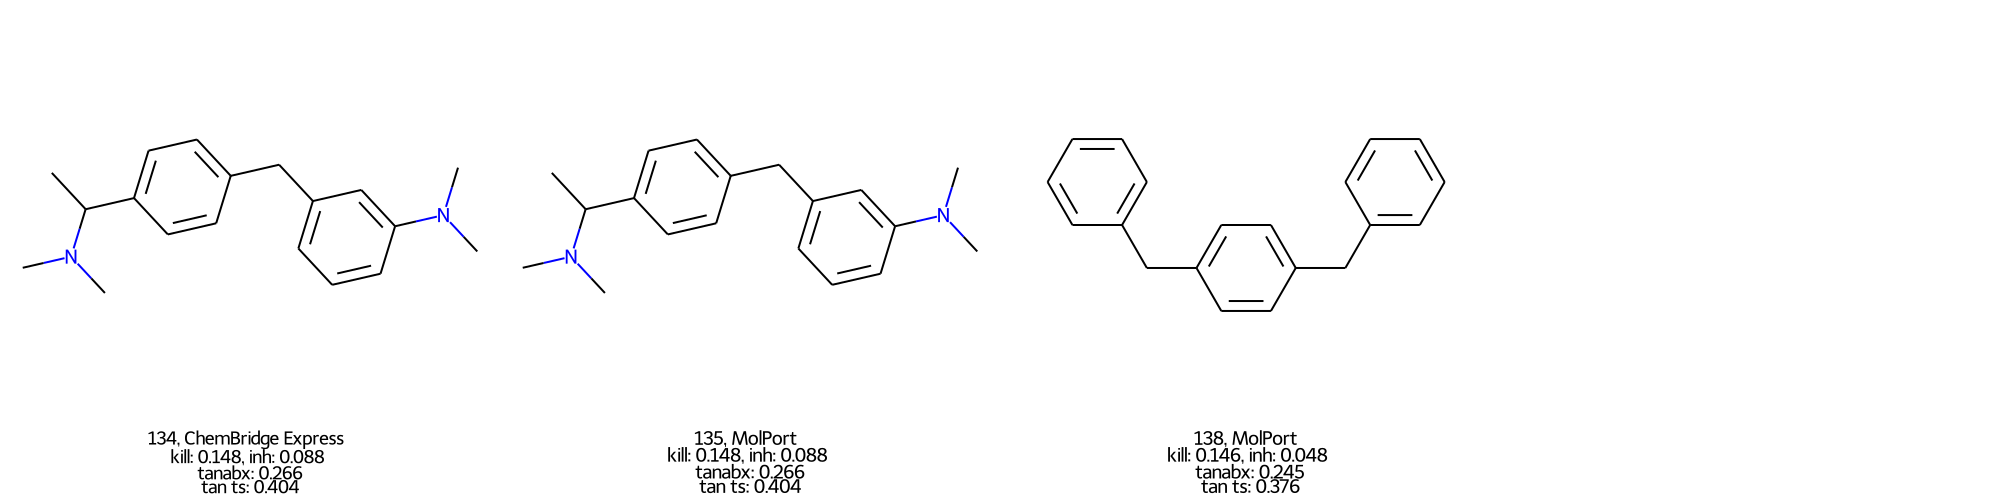 N
N
N
N
134, ChemBridge Express
kill: 0.148, inh: 0.088
tanabx: 0.266
tan ts: 0.404
135, MolPort
kill: 0.148, inh: 0.088
tanabx: 0.266
tan ts: 0.404
138, MolPort
kill: 0.146, inh: 0.048
tanabx: 0.245
tan ts: 0.376